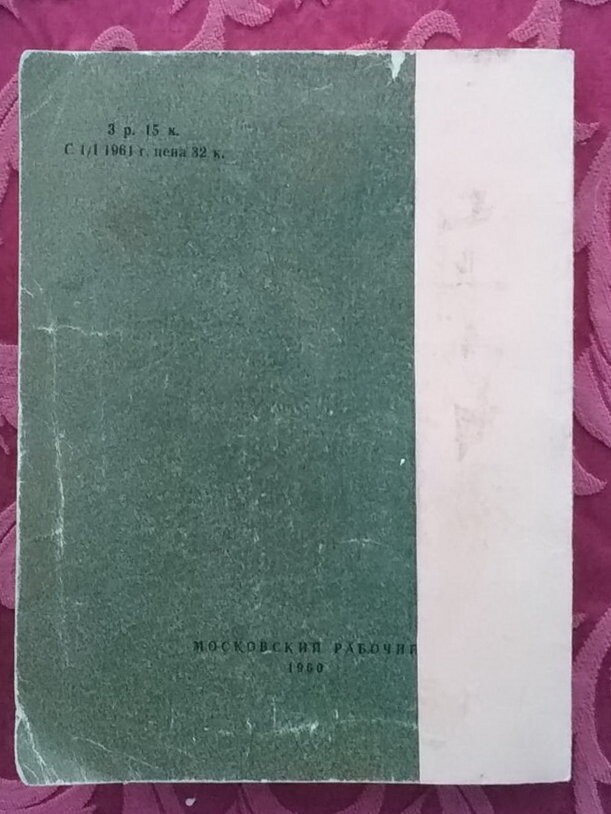 3 р. 15 к.
С 1/I 1961 г. цена 32 к.
МОСКОВСКИЙ РАБОЧИЙ
1960